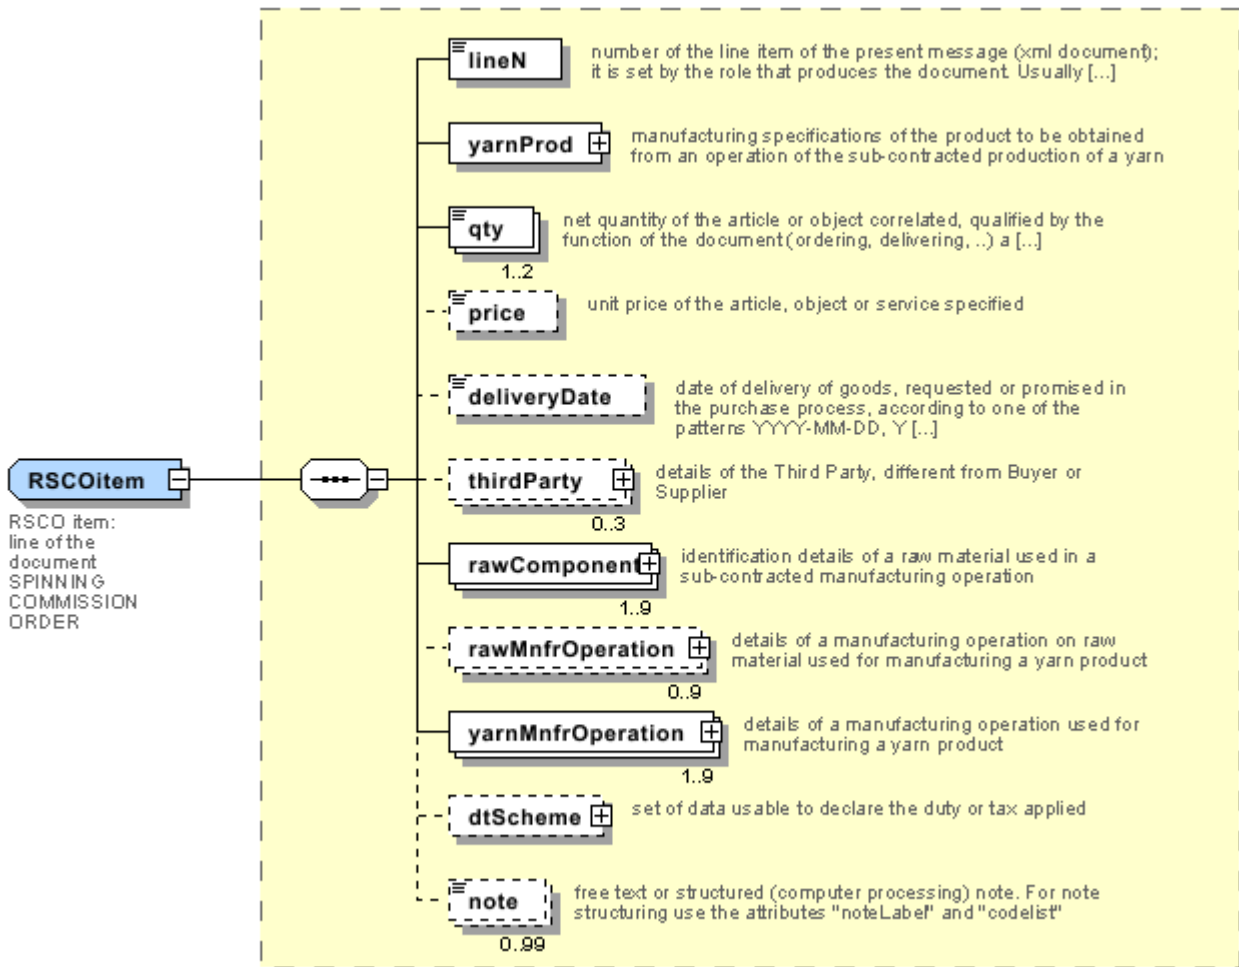 lineN
number of the line item of the present message (xml document);
it is set by the role that produces the document. Usually [...]
yarnProd
manufacturing specifications of the product to be obtained
from an operation of the sub-contracted production of a yarn
qty
net quantity of the article or object correlated, qualified by the
function of the document (ordering, delivering, ..) a [...]
1..2
price
unit price of the article, object or service specified
deliveryDate
date of delivery of goods, requested or promised in
the purchase process, according to one of the
patterns YYYY-MM-DD, Y [...]
RSCOitem
RSCO item:
line of the
document
SPINNING
COMMISSION
ORDER
thirdParty
details of the Third Party, different from Buyer or
Supplier
0..3
rawComponent
identification details of a raw material used in a
sub-contracted manufacturing operation
1..9
rawMnfrOperation
details of a manufacturing operation on raw
material used for manufacturing a yarn product
0..9
yarnMnfrOperation
details of a manufacturing operation used for
manufacturing a yarn product
1..9
dtScheme
set of data usable to declare the duty or tax applied
note
free text or structured (computer processing) note. For note
structuring use the attributes "noteLabel" and "codelist"
0..99